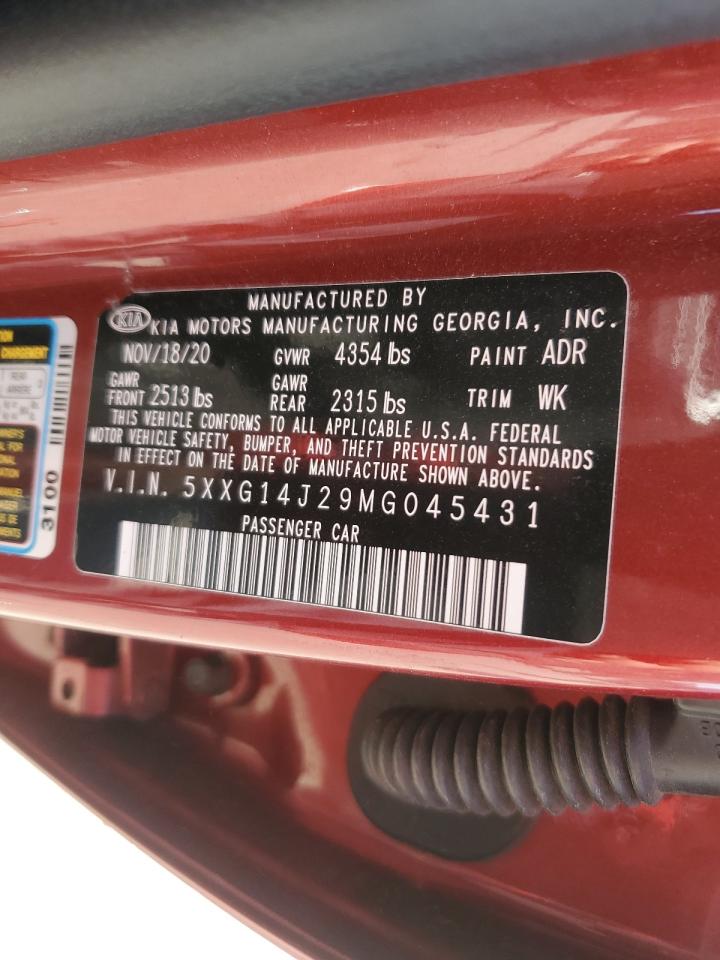 MANUFACTURED BY
KIA KIA MOTORS MANUFACTURING GEORGIA, INC.
NOV/18/20 GVWR 4354 lbs PAINT ADR
GAWR FRONT 2513 lbs GAWR REAR 2315 lbs TRIM WK
THIS VEHICLE CONFORMS TO ALL APPLICABLE U.S.A. FEDERAL
MOTOR VEHICLE SAFETY, BUMPER, AND THEFT PREVENTION STANDARDS
IN EFFECT ON THE DATE OF MANUFACTURE SHOWN ABOVE.
V.I.N. 5XXG14J29MG045431
PASSENGER CAR
3100